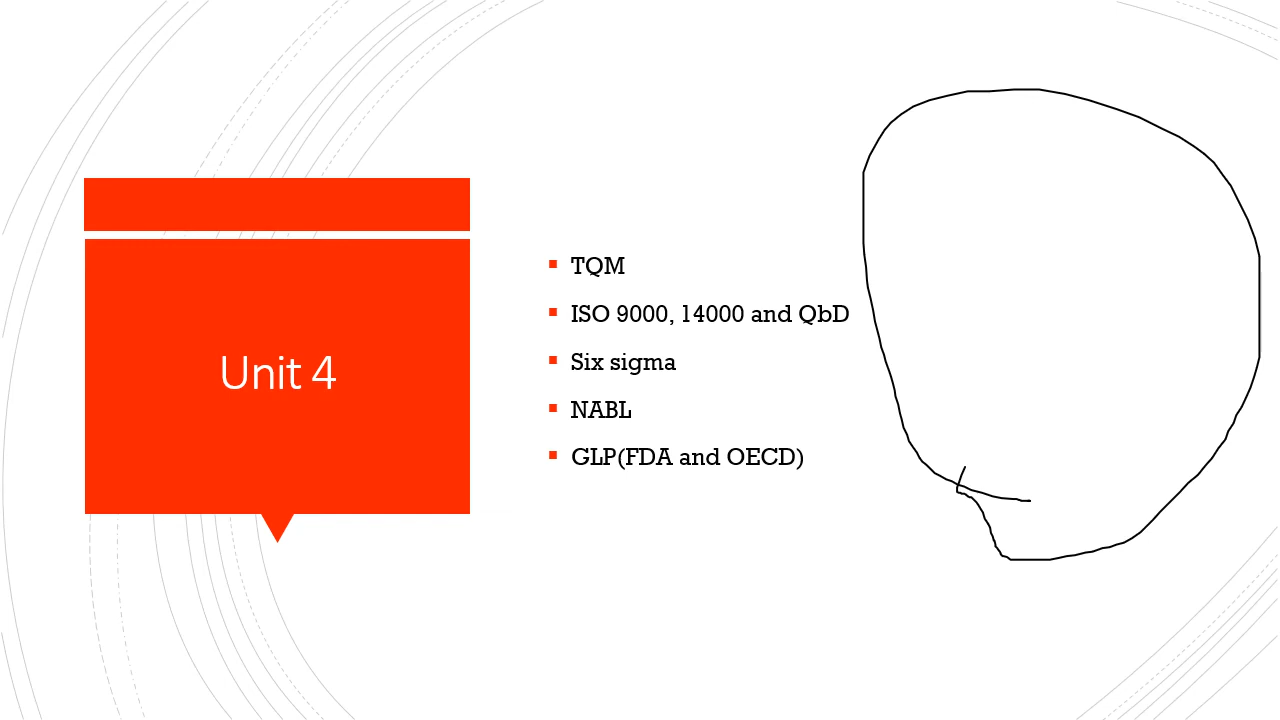 Unit 4
TQM
ISO 9000, 14000 and QbD
Six sigma
NABL
GLP(FDA and OECD)